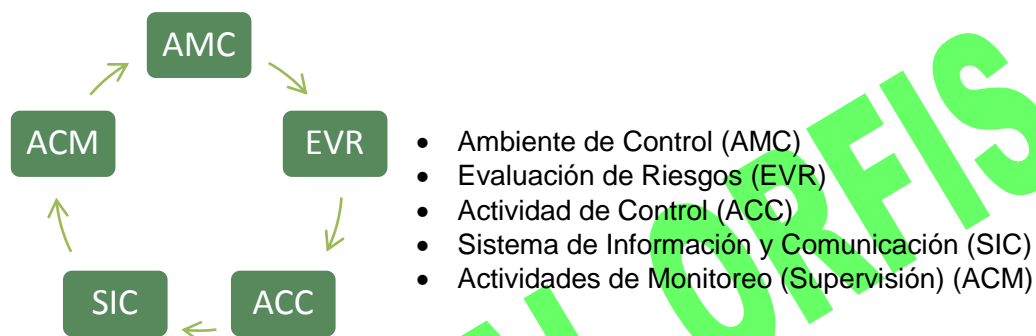 AMC
ACM
EVR
SIC
ACC
• Ambiente de Control (AMC)
• Evaluación de Riesgos (EVR)
• Actividad de Control (ACC)
• Sistema de Información y Comunicación (SIC)
• Actividades de Monitoreo (Supervisión) (ACM)
ORFIS